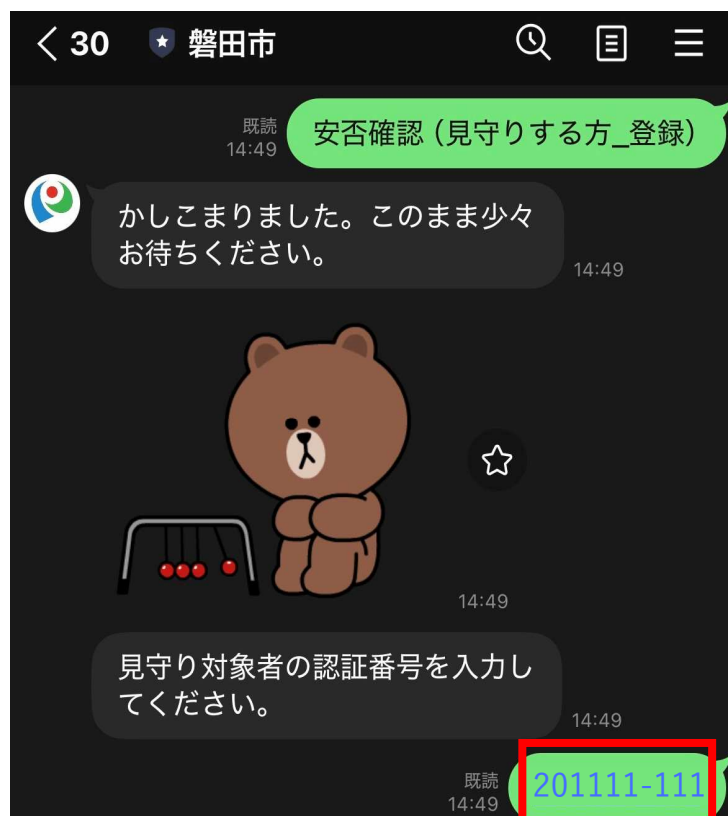 30 磐田市
安否確認（見守りする方_登録）
既読
14:49
かしこまりました。このまま少々
お待ちください。
14:49
14:49
見守り対象者の認証番号を入力し
てください。
14:49
201111-111
既読
14:49